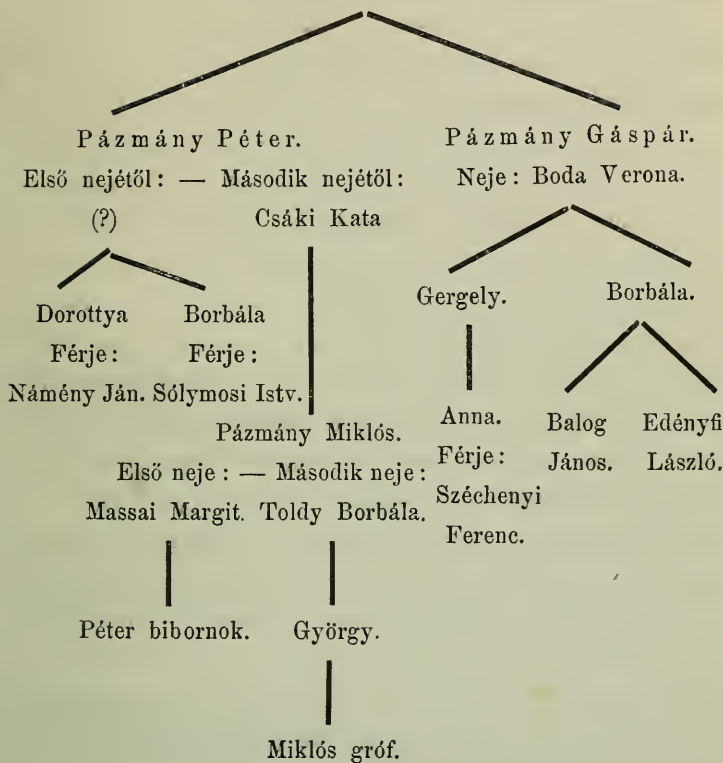 Pázmány Péter.
Első nejétől: — Második nejétől:
(?)
Csáki Kata
Pázmány Gáspár.
Neje: Boda Verona.
Dorottya
Férje:
Námény Ján.
Borbála
Férje:
Sólymosi Istv.
Gergely.
Borbála.
Pázmány Miklós.
Első neje: — Második neje:
Massai Margit. Toldy Borbála.
Anna.
Férje:
Széchenyi
Ferenc.
Balog
János.
Edényfi
László.
Péter bibornok.
György.
Miklós gróf.